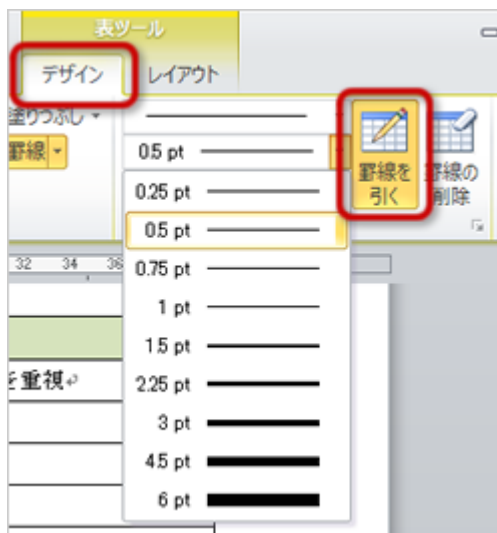 表ツール
デザイン レイアウト
塗りつぶし
罫線
0.5 pt
罫線を引く
罫線の削除
0.25 pt
0.5 pt
0.75 pt
1 pt
1.5 pt
2.25 pt
3 pt
4.5 pt
6 pt
32 34 36
を重視